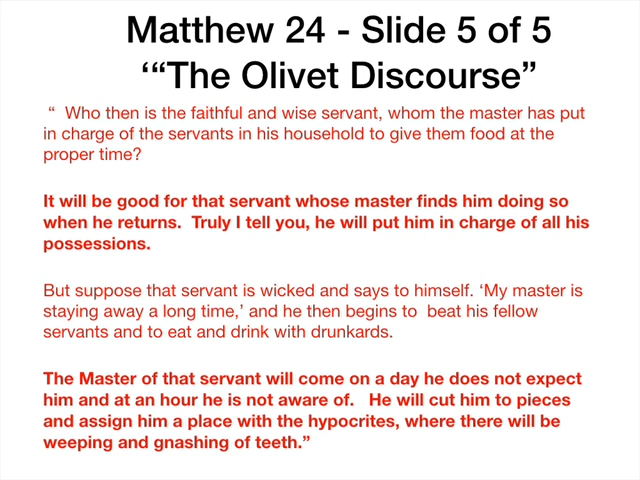 Matthew 24 - Slide 5 of 5
‘“The Olivet Discourse”
“  Who then is the faithful and wise servant, whom the master has put
in charge of the servants in his household to give them food at the
proper time?
It will be good for that servant whose master finds him doing so
when he returns.  Truly I tell you, he will put him in charge of all his
possessions.
But suppose that servant is wicked and says to himself. ‘My master is
staying away a long time,’ and he then begins to  beat his fellow
servants and to eat and drink with drunkards.
The Master of that servant will come on a day he does not expect
him and at an hour he is not aware of.   He will cut him to pieces
and assign him a place with the hypocrites, where there will be
weeping and gnashing of teeth.”